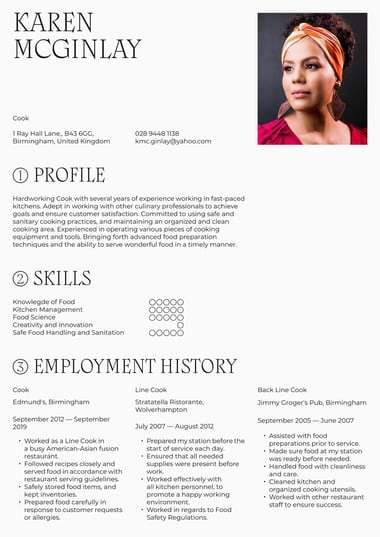 KAREN
MCGINLAY
Cook
1 Ray Hall Lane,, B43 6GG,
Birmingham, United Kingdom
028 9448 1138
kmc.ginlay@yahoo.com
1 PROFILE
Hardworking Cook with several years of experience working in fast-paced
kitchens. Adept in working with other culinary professionals to achieve
goals and ensure customer satisfaction. Committed to using safe and
sanitary cooking practices, and maintaining an organized and clean
cooking area. Experienced in operating various pieces of cooking
equipment and tools. Bringing forth advanced food preparation
techniques and the ability to serve wonderful food in a timely manner.
2 SKILLS
Knowlegde of Food
Kitchen Management
Food Science
Creativity and Innovation
Safe Food Handling and Sanitation
3 EMPLOYMENT HISTORY
Cook
Edmund's, Birmingham
September 2012 — September
2019
• Worked as a Line Cook in
a busy American-Asian fusion
restaurant.
• Followed recipes closely and
served food in accordance with
restaurant serving guidelines.
• Safely stored food items, and
kept inventories.
• Prepared food carefully in
response to customer requests
or allergies.
Line Cook
Stratatella Ristorante,
Wolverhampton
July 2007 — August 2012
• Prepared my station before the
start of service each day.
• Ensured that all needed
supplies were present before
work.
• Worked effectively with
all kitchen personnel, to
promote a happy working
environment.
• Worked in regards to Food
Safety Regulations.
Back Line Cook
Jimmy Groger's Pub, Birmingham
September 2005 — June 2007
• Assisted with food
preparations prior to service.
• Made sure food at my station
was ready before needed.
• Handled food with cleanliness
and care.
• Cleaned kitchen and
organized cooking utensils.
• Worked with other restaurant
staff to ensure success.